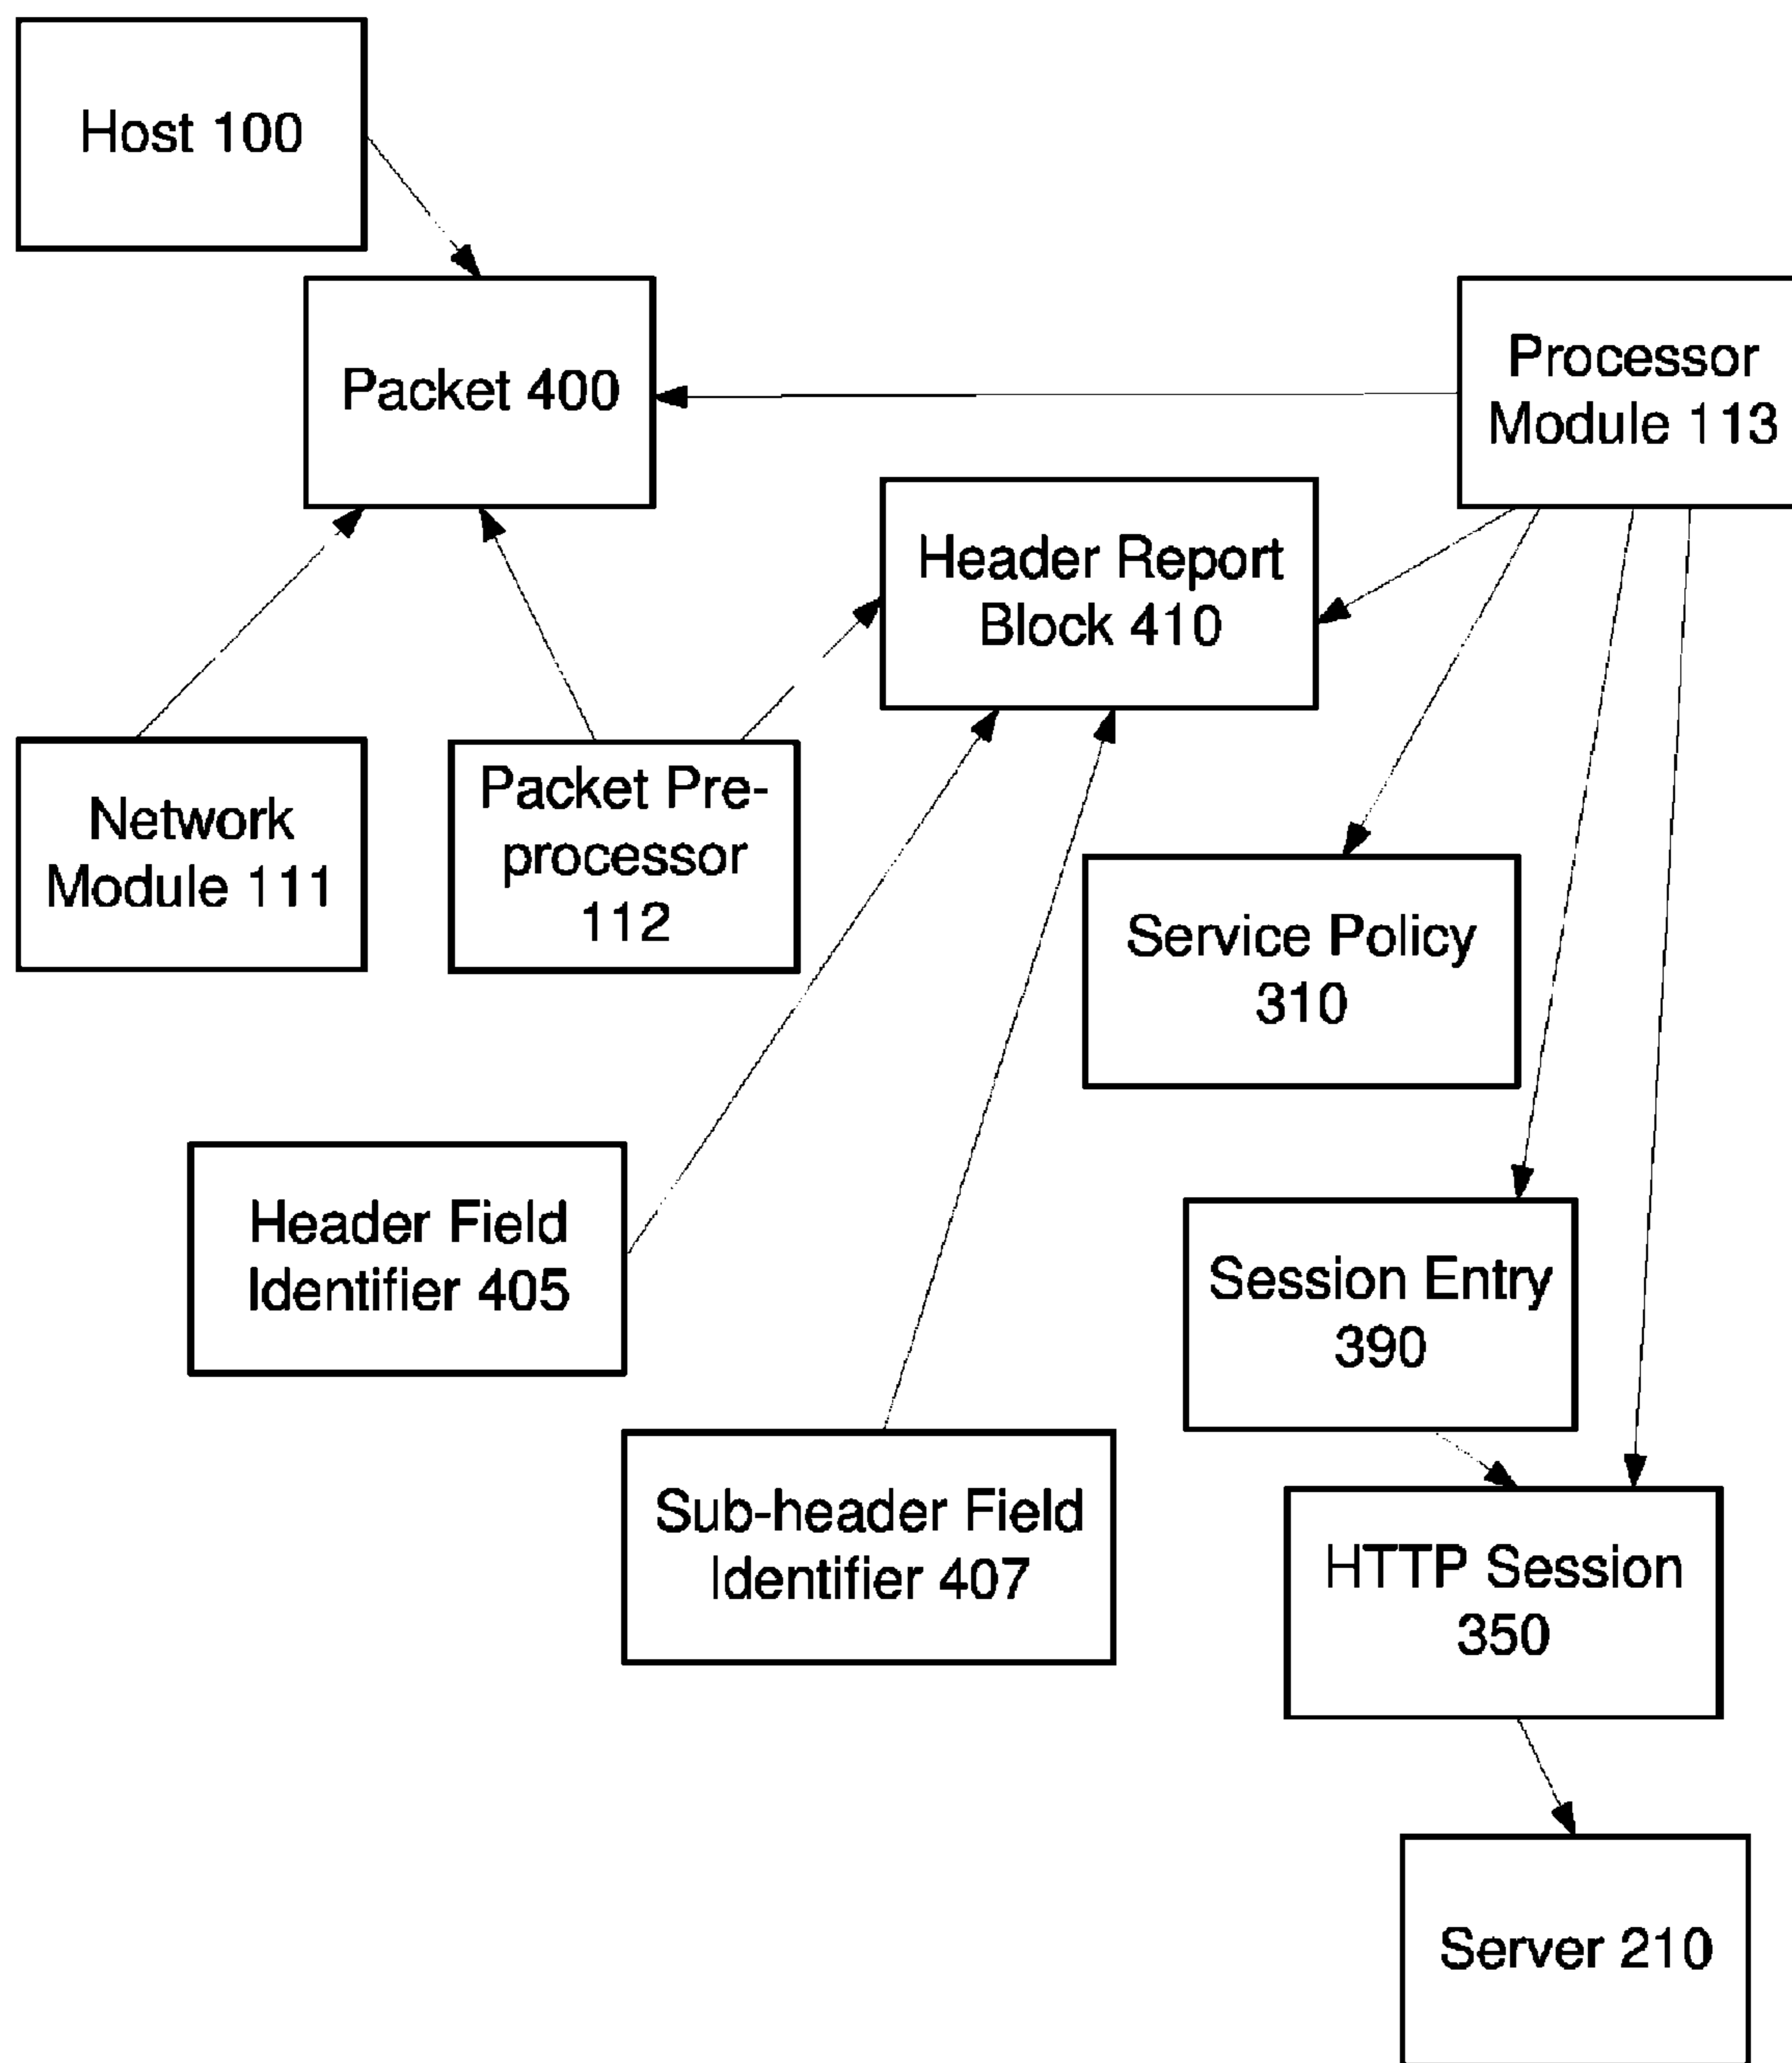 Host 100
Packet 400
Processor
Module 113
Header Report
Block 410
Network
Module 111
Packet Pre-
processor
112
Service Policy
310
Header Field
Identifier 405
Session Entry
390
Sub-header Field
Identifier 407
HTTP Session
350
Server 210